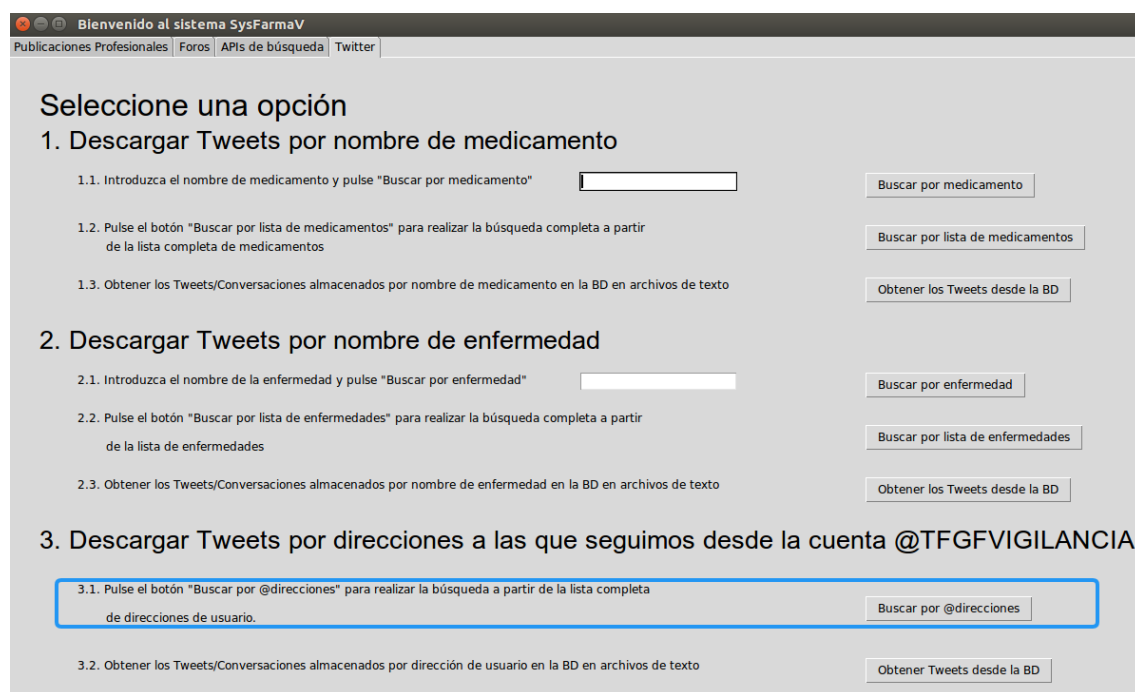 Bienvenido al sistema SysFarmaV
Publicaciones Profesionales Foros APIs de búsqueda Twitter
Seleccione una opción
1. Descargar Tweets por nombre de medicamento
1.1. Introduzca el nombre de medicamento y pulse "Buscar por medicamento"
Buscar por medicamento
1.2. Pulse el botón "Buscar por lista de medicamentos" para realizar la búsqueda completa a partir
de la lista completa de medicamentos
Buscar por lista de medicamentos
1.3. Obtener los Tweets/Conversaciones almacenados por nombre de medicamento en la BD en archivos de texto
Obtener los Tweets desde la BD
2. Descargar Tweets por nombre de enfermedad
2.1. Introduzca el nombre de la enfermedad y pulse "Buscar por enfermedad"
Buscar por enfermedad
2.2. Pulse el botón "Buscar por lista de enfermedades" para realizar la búsqueda completa a partir
de la lista de enfermedades
Buscar por lista de enfermedades
2.3. Obtener los Tweets/Conversaciones almacenados por nombre de enfermedad en la BD en archivos de texto
Obtener los Tweets desde la BD
3. Descargar Tweets por direcciones a las que seguimos desde la cuenta @TFGFVIGILANCIA
3.1. Pulse el botón "Buscar por @direcciones" para realizar la búsqueda a partir de la lista completa
de direcciones de usuario.
Buscar por @direcciones
3.2. Obtener los Tweets/Conversaciones almacenados por dirección de usuario en la BD en archivos de texto
Obtener Tweets desde la BD